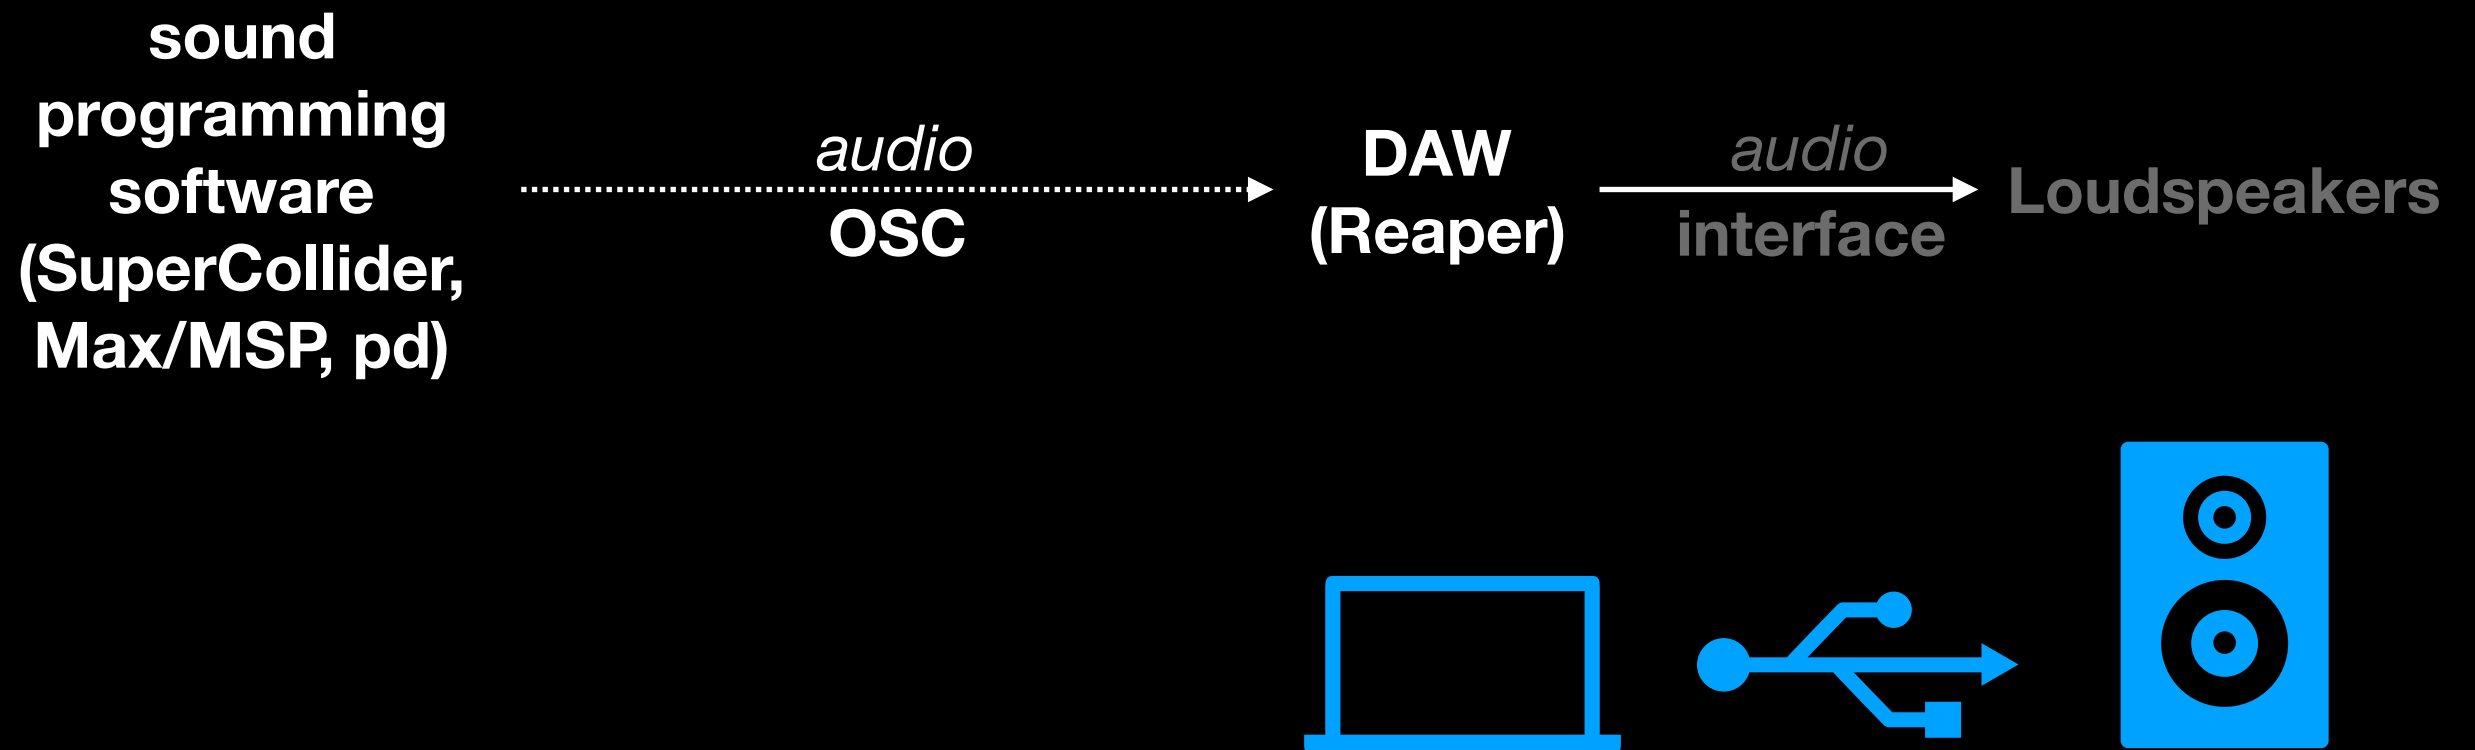 sound
programming
software
(SuperCollider,
Max/MSP, pd)
audio
OSC
DAW
(Reaper)
audio
interface
Loudspeakers